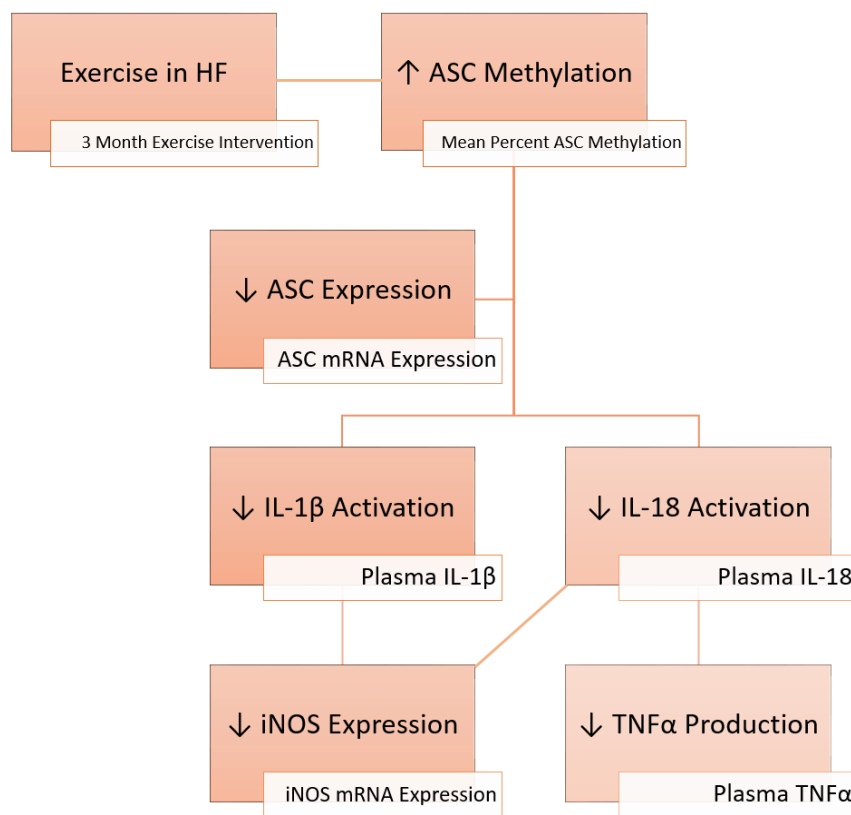 Exercise in HF
3 Month Exercise Intervention
↑ ASC Methylation
Mean Percent ASC Methylation
↓ ASC Expression
ASC mRNA Expression
↓ IL-1β Activation
Plasma IL-1β
↓ IL-18 Activation
Plasma IL-18
↓ iNOS Expression
iNOS mRNA Expression
↓ TNFα Production
Plasma TNFα